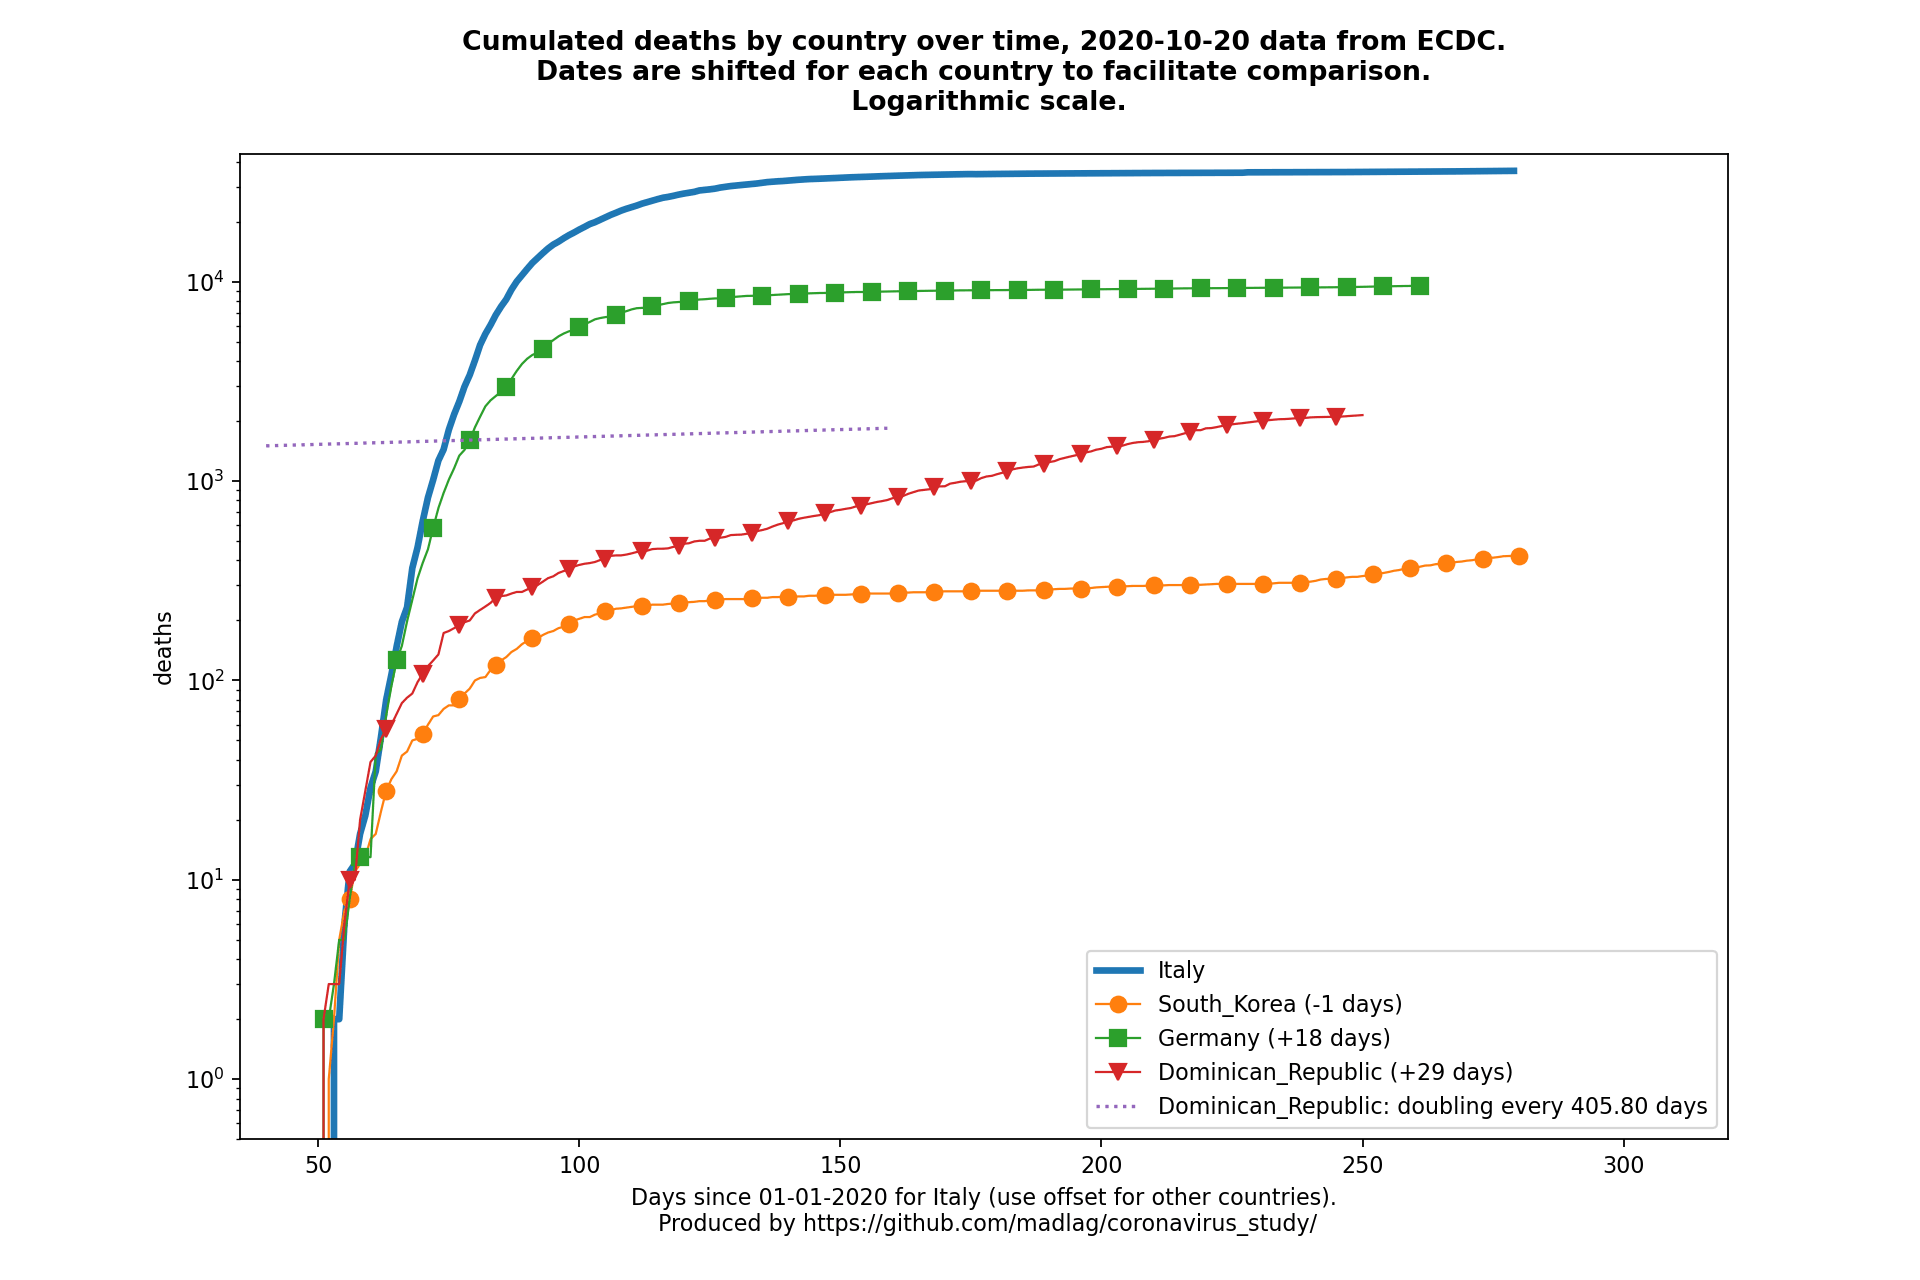 Cumulated deaths by country over time, 2020-10-20 data from ECDC.
Dates are shifted for each country to facilitate comparison.
Logarithmic scale.
deaths
10^4
10^3
10^2
10^1
10^0
Italy
South_Korea (-1 days)
Germany (+18 days)
Dominican_Republic (+29 days)
Dominican_Republic: doubling every 405.80 days
50 100 150 200 250 300
Days since 01-01-2020 for Italy (use offset for other countries).
Produced by https://github.com/madlag/coronavirus_study/